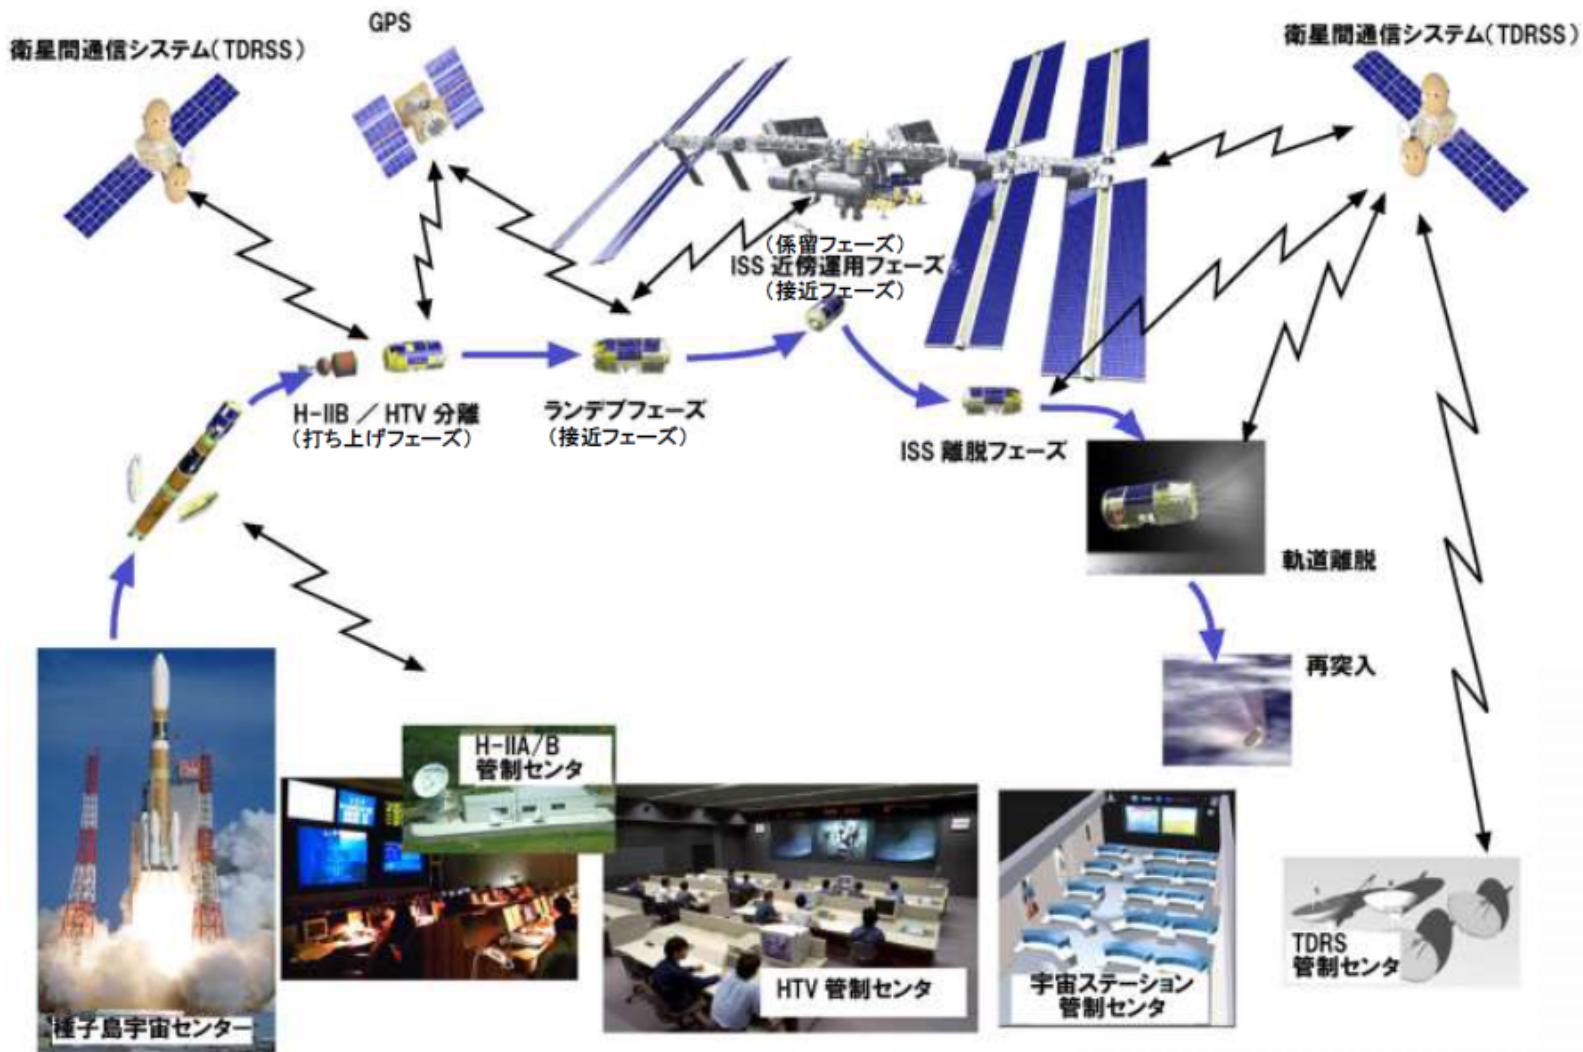 GPS
衛星間通信システム(TDRSS)
衛星間通信システム(TDRSS)
(係留フェーズ)
ISS 近傍運用フェーズ
(接近フェーズ)
H-IIB / HTV 分離
(打ち上げフェーズ)
ランデブフェーズ
(接近フェーズ)
ISS 離脱フェーズ
軌道離脱
再突入
H-IIA/B
管制センタ
種子島宇宙センター
HTV 管制センタ
宇宙ステーション
管制センタ
TDRS
管制センタ